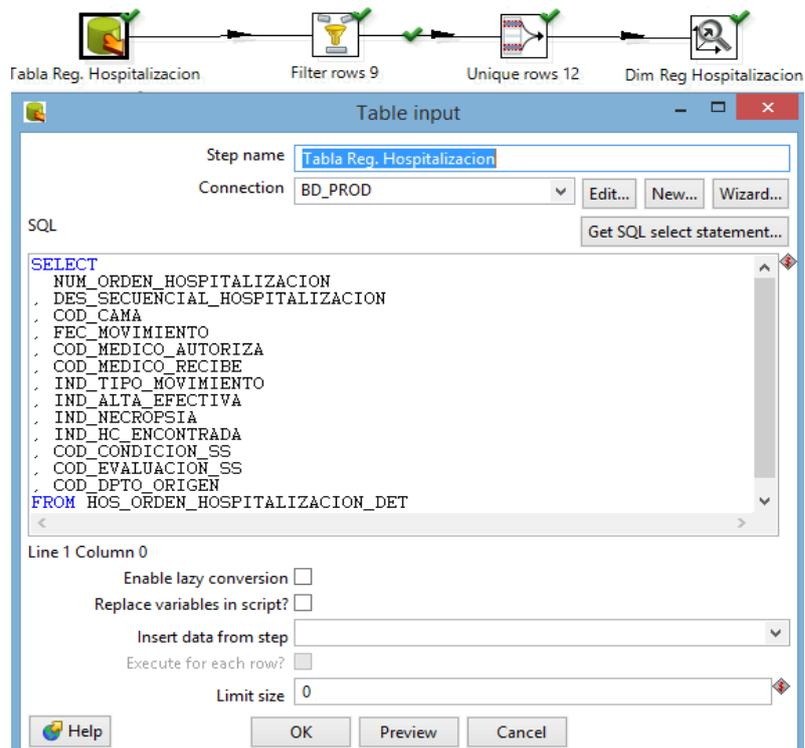 Tabla Reg. Hospitalizacion
Filter rows 9
Unique rows 12
Dim Reg Hospitalizacion
Table input
Step name Tabla Reg. Hospitalizacion
Connection BD_PROD Edit... New... Wizard...
SQL
Get SQL select statement...
SELECT
NUM_ORDEN_HOSPITALIZACION
, DES_SECUENCIAL_HOSPITALIZACION
, COD_CAMA
, FEC_MOVIMIENTO
, COD_MEDICO_AUTORIZA
, COD_MEDICO_RECIBE
, IND_TIPO_MOVIMIENTO
, IND_ALTA_EFECTIVA
, IND_NECROPSIA
, IND_HC_ENCONTRADA
, COD_CONDICION_SS
, COD_EVALUACION_SS
, COD_DPTO_ORIGEN
FROM HOS_ORDEN_HOSPITALIZACION_DET
Line 1 Column 0
Enable lazy conversion
Replace variables in script?
Insert data from step
Execute for each row?
Limit size 0
Help OK Preview Cancel